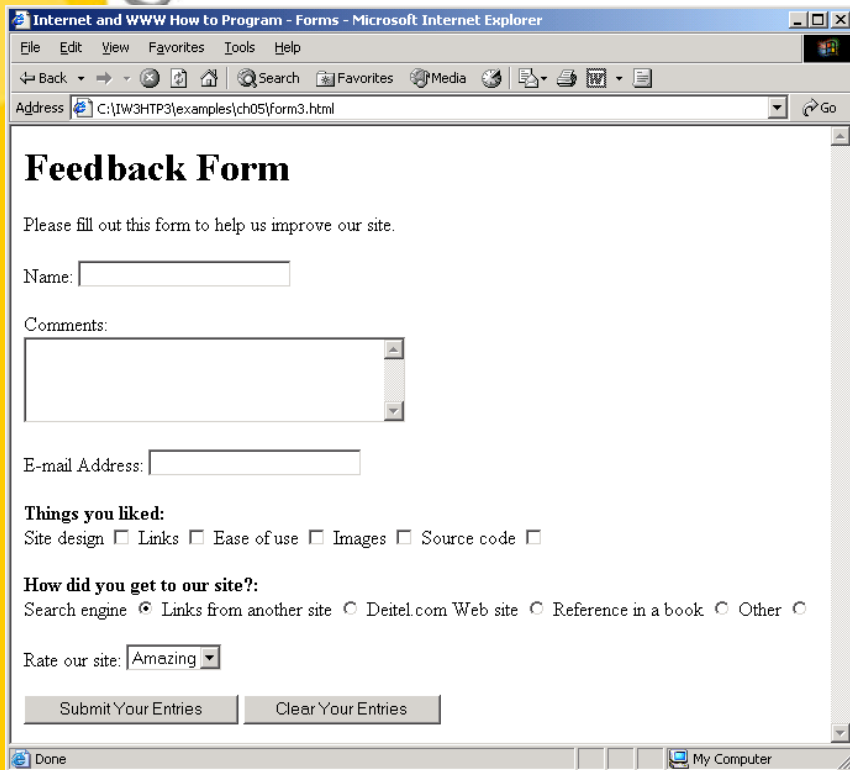 Internet and WWW How to Program - Forms - Microsoft Internet Explorer
File Edit View Favorites Tools Help
Back Search Favorites Media
Address C:\IW3HTP3\examples\ch05\form3.html Go
Feedback Form
Please fill out this form to help us improve our site.
Name:
Comments:
E-mail Address:
Things you liked:
Site design Links Ease of use Images Source code
How did you get to our site?:
Search engine Links from another site Deitel.com Web site Reference in a book Other
Rate our site: Amazing
Submit Your Entries Clear Your Entries
Done My Computer